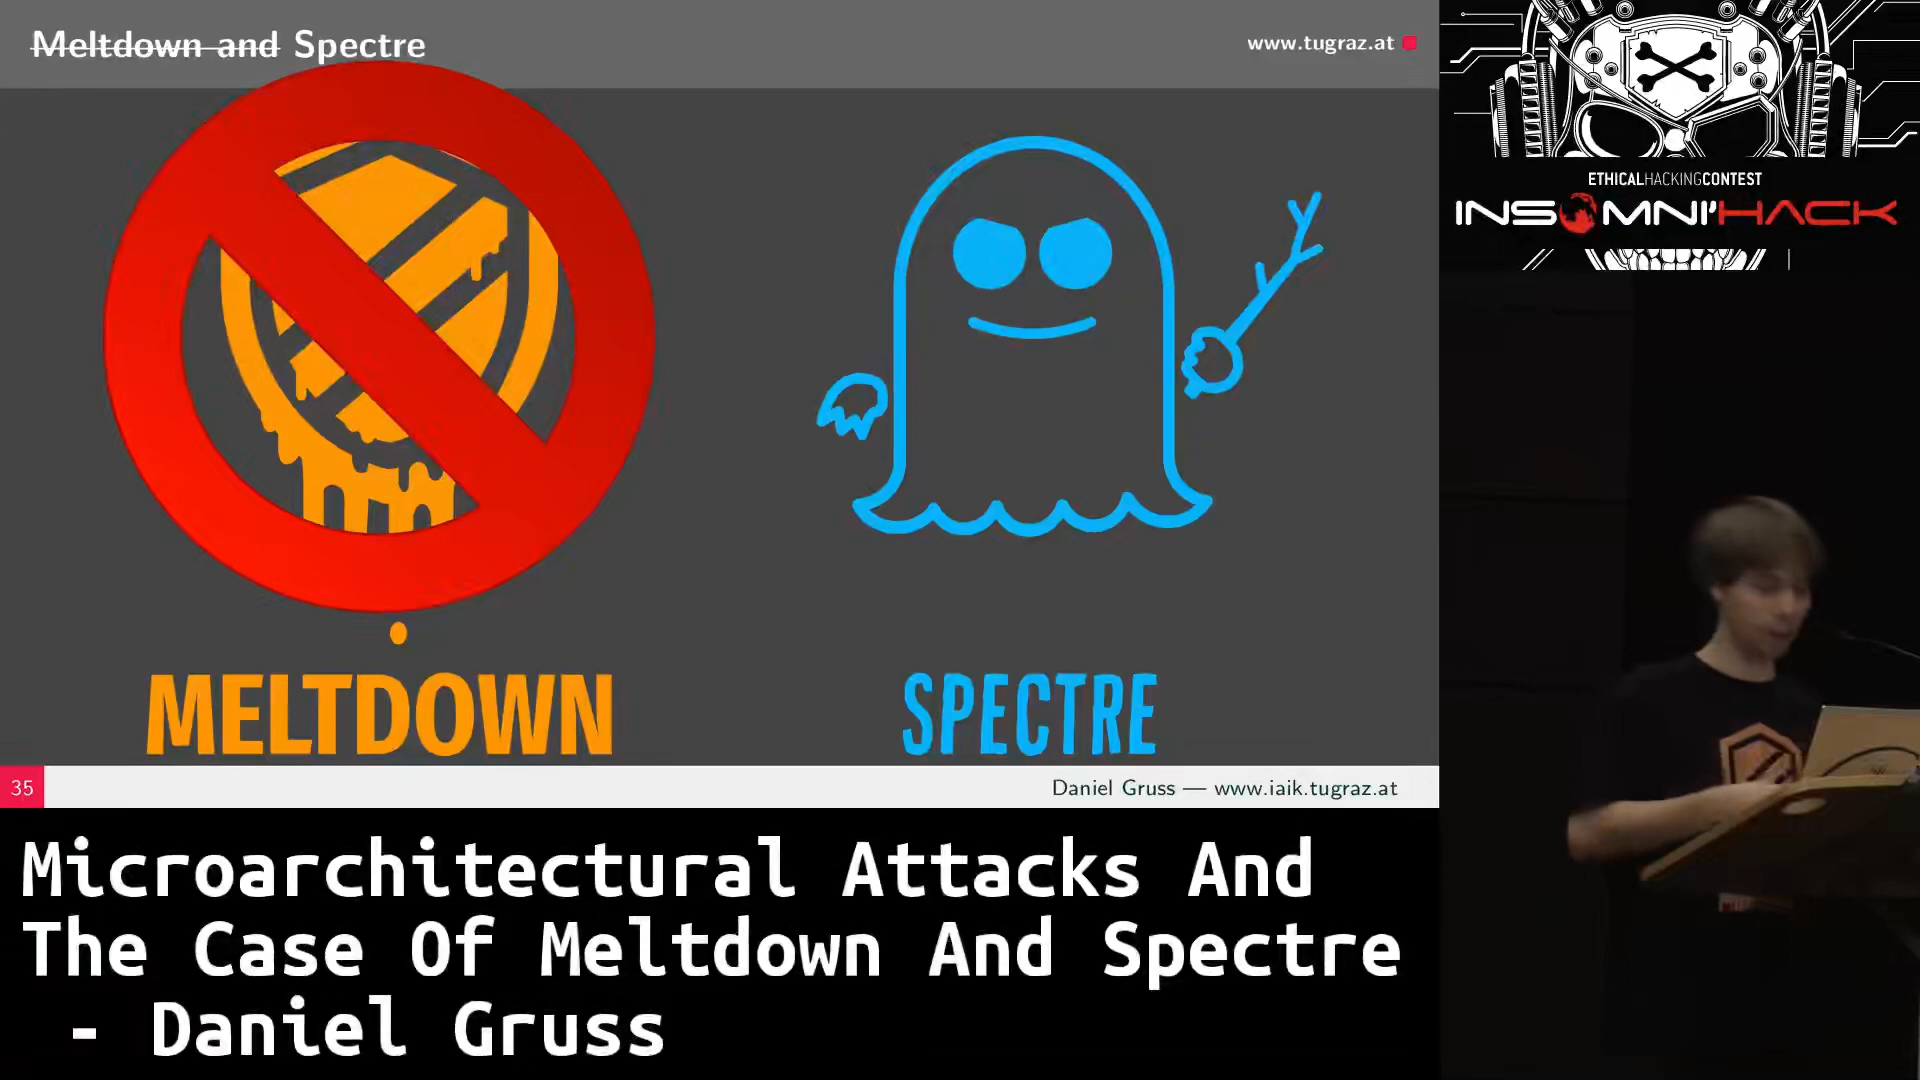 Meltdown and Spectre
www.tugraz.at
ETHICALHACKINGCONTEST
INSOMNI'HACK
MELTDOWN
SPECTRE
35
Daniel Gruss — www.iaik.tugraz.at
Microarchitectural Attacks And
The Case Of Meltdown And Spectre
- Daniel Gruss